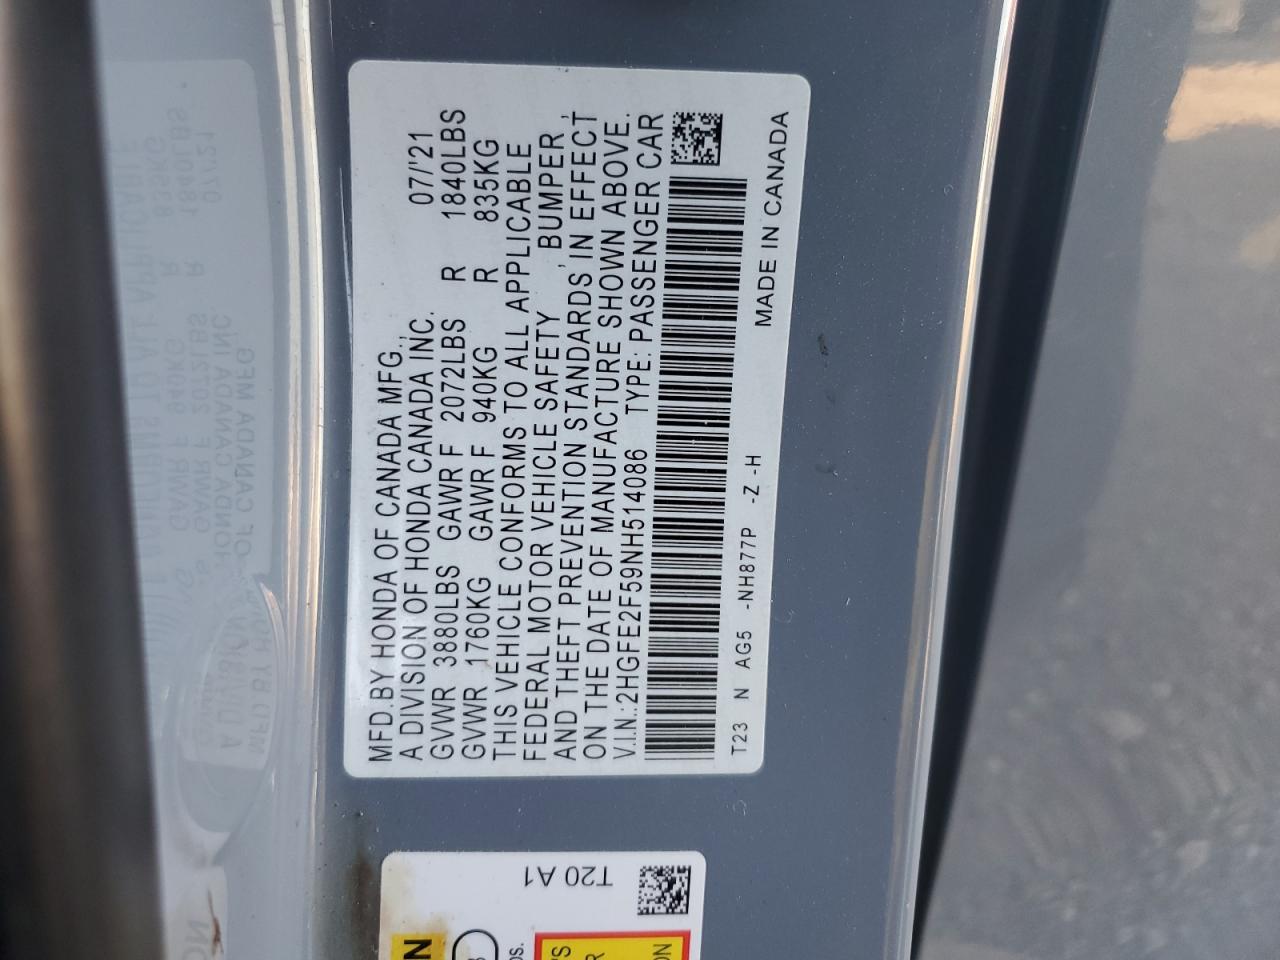 MFD.BY HONDA OF CANADA MFG.,
A DIVISION OF HONDA CANADA INC. 07/'21
GVWR 3880LBS GAWR F 2072LBS R 1840LBS
GVWR 1760KG GAWR F 940KG R 835KG
THIS VEHICLE CONFORMS TO ALL APPLICABLE
FEDERAL MOTOR VEHICLE SAFETY, BUMPER,
AND THEFT PREVENTION STANDARDS IN EFFECT
ON THE DATE OF MANUFACTURE SHOWN ABOVE.
V.I.N.:2HGFE2F59NH514086 TYPE:PASSENGER CAR
T23 N AG5 -NH877P -Z -H
MADE IN CANADA
T20 A1